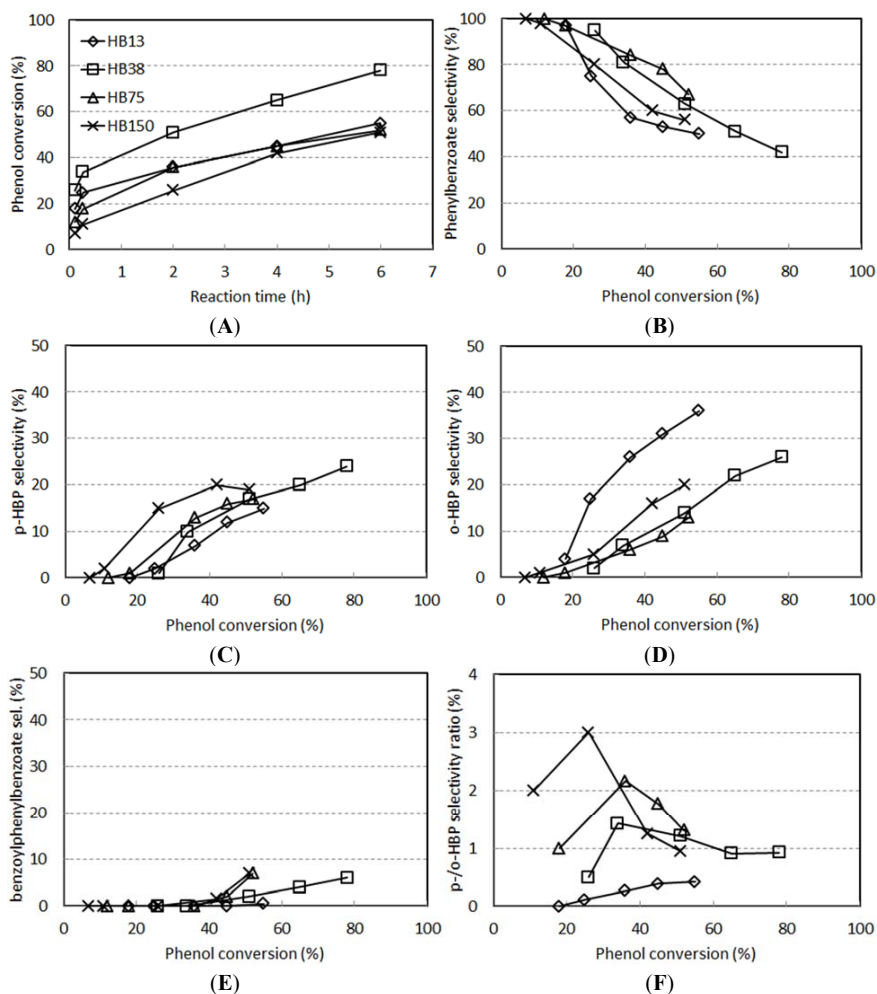 100
80
60
40
20
0
Phenol conversion (%)
HB13
HB38
HB75
HB150
0 1 2 3 4 5 6 7
Reaction time (h)
(A)
100
80
60
40
20
0
Phenylbenzoate selectivity (%)
0 20 40 60 80 100
Phenol conversion (%)
(B)
50
40
30
20
10
0
p-HBP selectivity (%)
0 20 40 60 80 100
Phenol conversion (%)
(C)
50
40
30
20
10
0
o-HBP selectivity (%)
0 20 40 60 80 100
Phenol conversion (%)
(D)
50
40
30
20
10
0
benzoylphenylbenzoate sel. (%)
0 20 40 60 80 100
Phenol conversion (%)
(E)
4
3
2
1
0
p-/o-HBP selectivity ratio (%)
0 20 40 60 80 100
Phenol conversion (%)
(F)